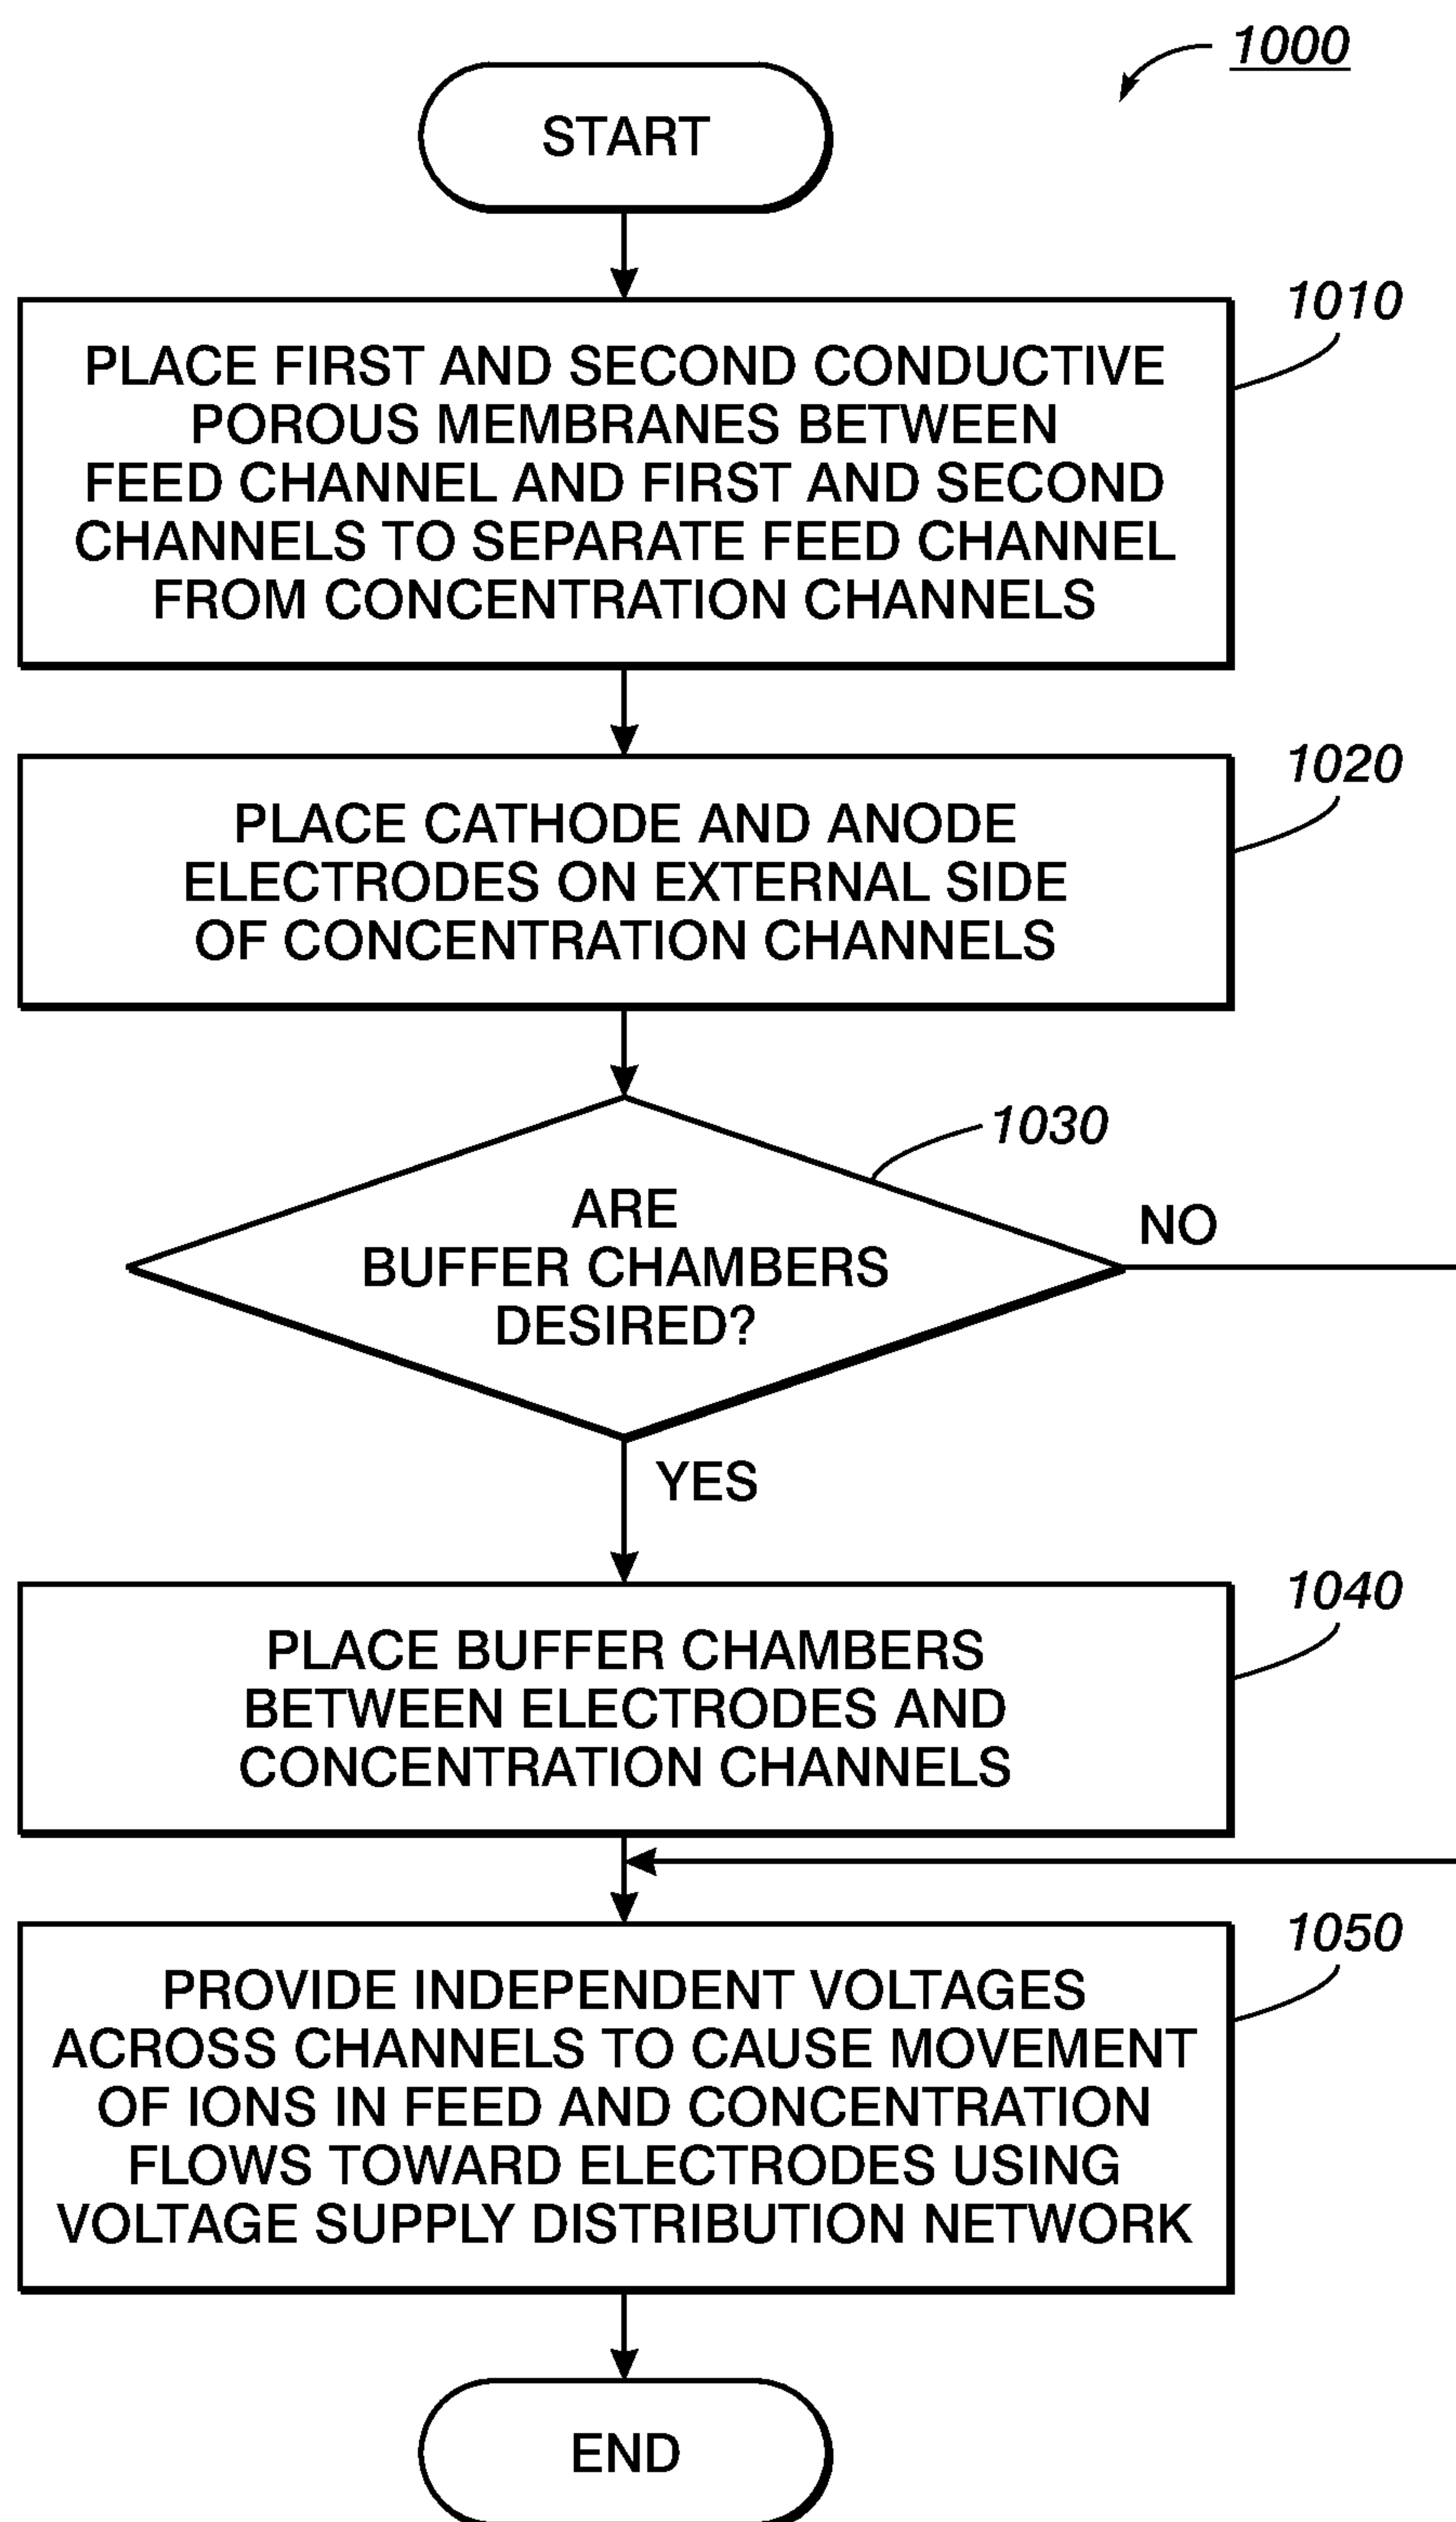 1000
START
1010
PLACE FIRST AND SECOND CONDUCTIVE
POROUS MEMBRANES BETWEEN
FEED CHANNEL AND FIRST AND SECOND
CHANNELS TO SEPARATE FEED CHANNEL
FROM CONCENTRATION CHANNELS
1020
PLACE CATHODE AND ANODE
ELECTRODES ON EXTERNAL SIDE
OF CONCENTRATION CHANNELS
1030
ARE
BUFFER CHAMBERS
DESIRED?
NO
YES
1040
PLACE BUFFER CHAMBERS
BETWEEN ELECTRODES AND
CONCENTRATION CHANNELS
1050
PROVIDE INDEPENDENT VOLTAGES
ACROSS CHANNELS TO CAUSE MOVEMENT
OF IONS IN FEED AND CONCENTRATION
FLOWS TOWARD ELECTRODES USING
VOLTAGE SUPPLY DISTRIBUTION NETWORK
END